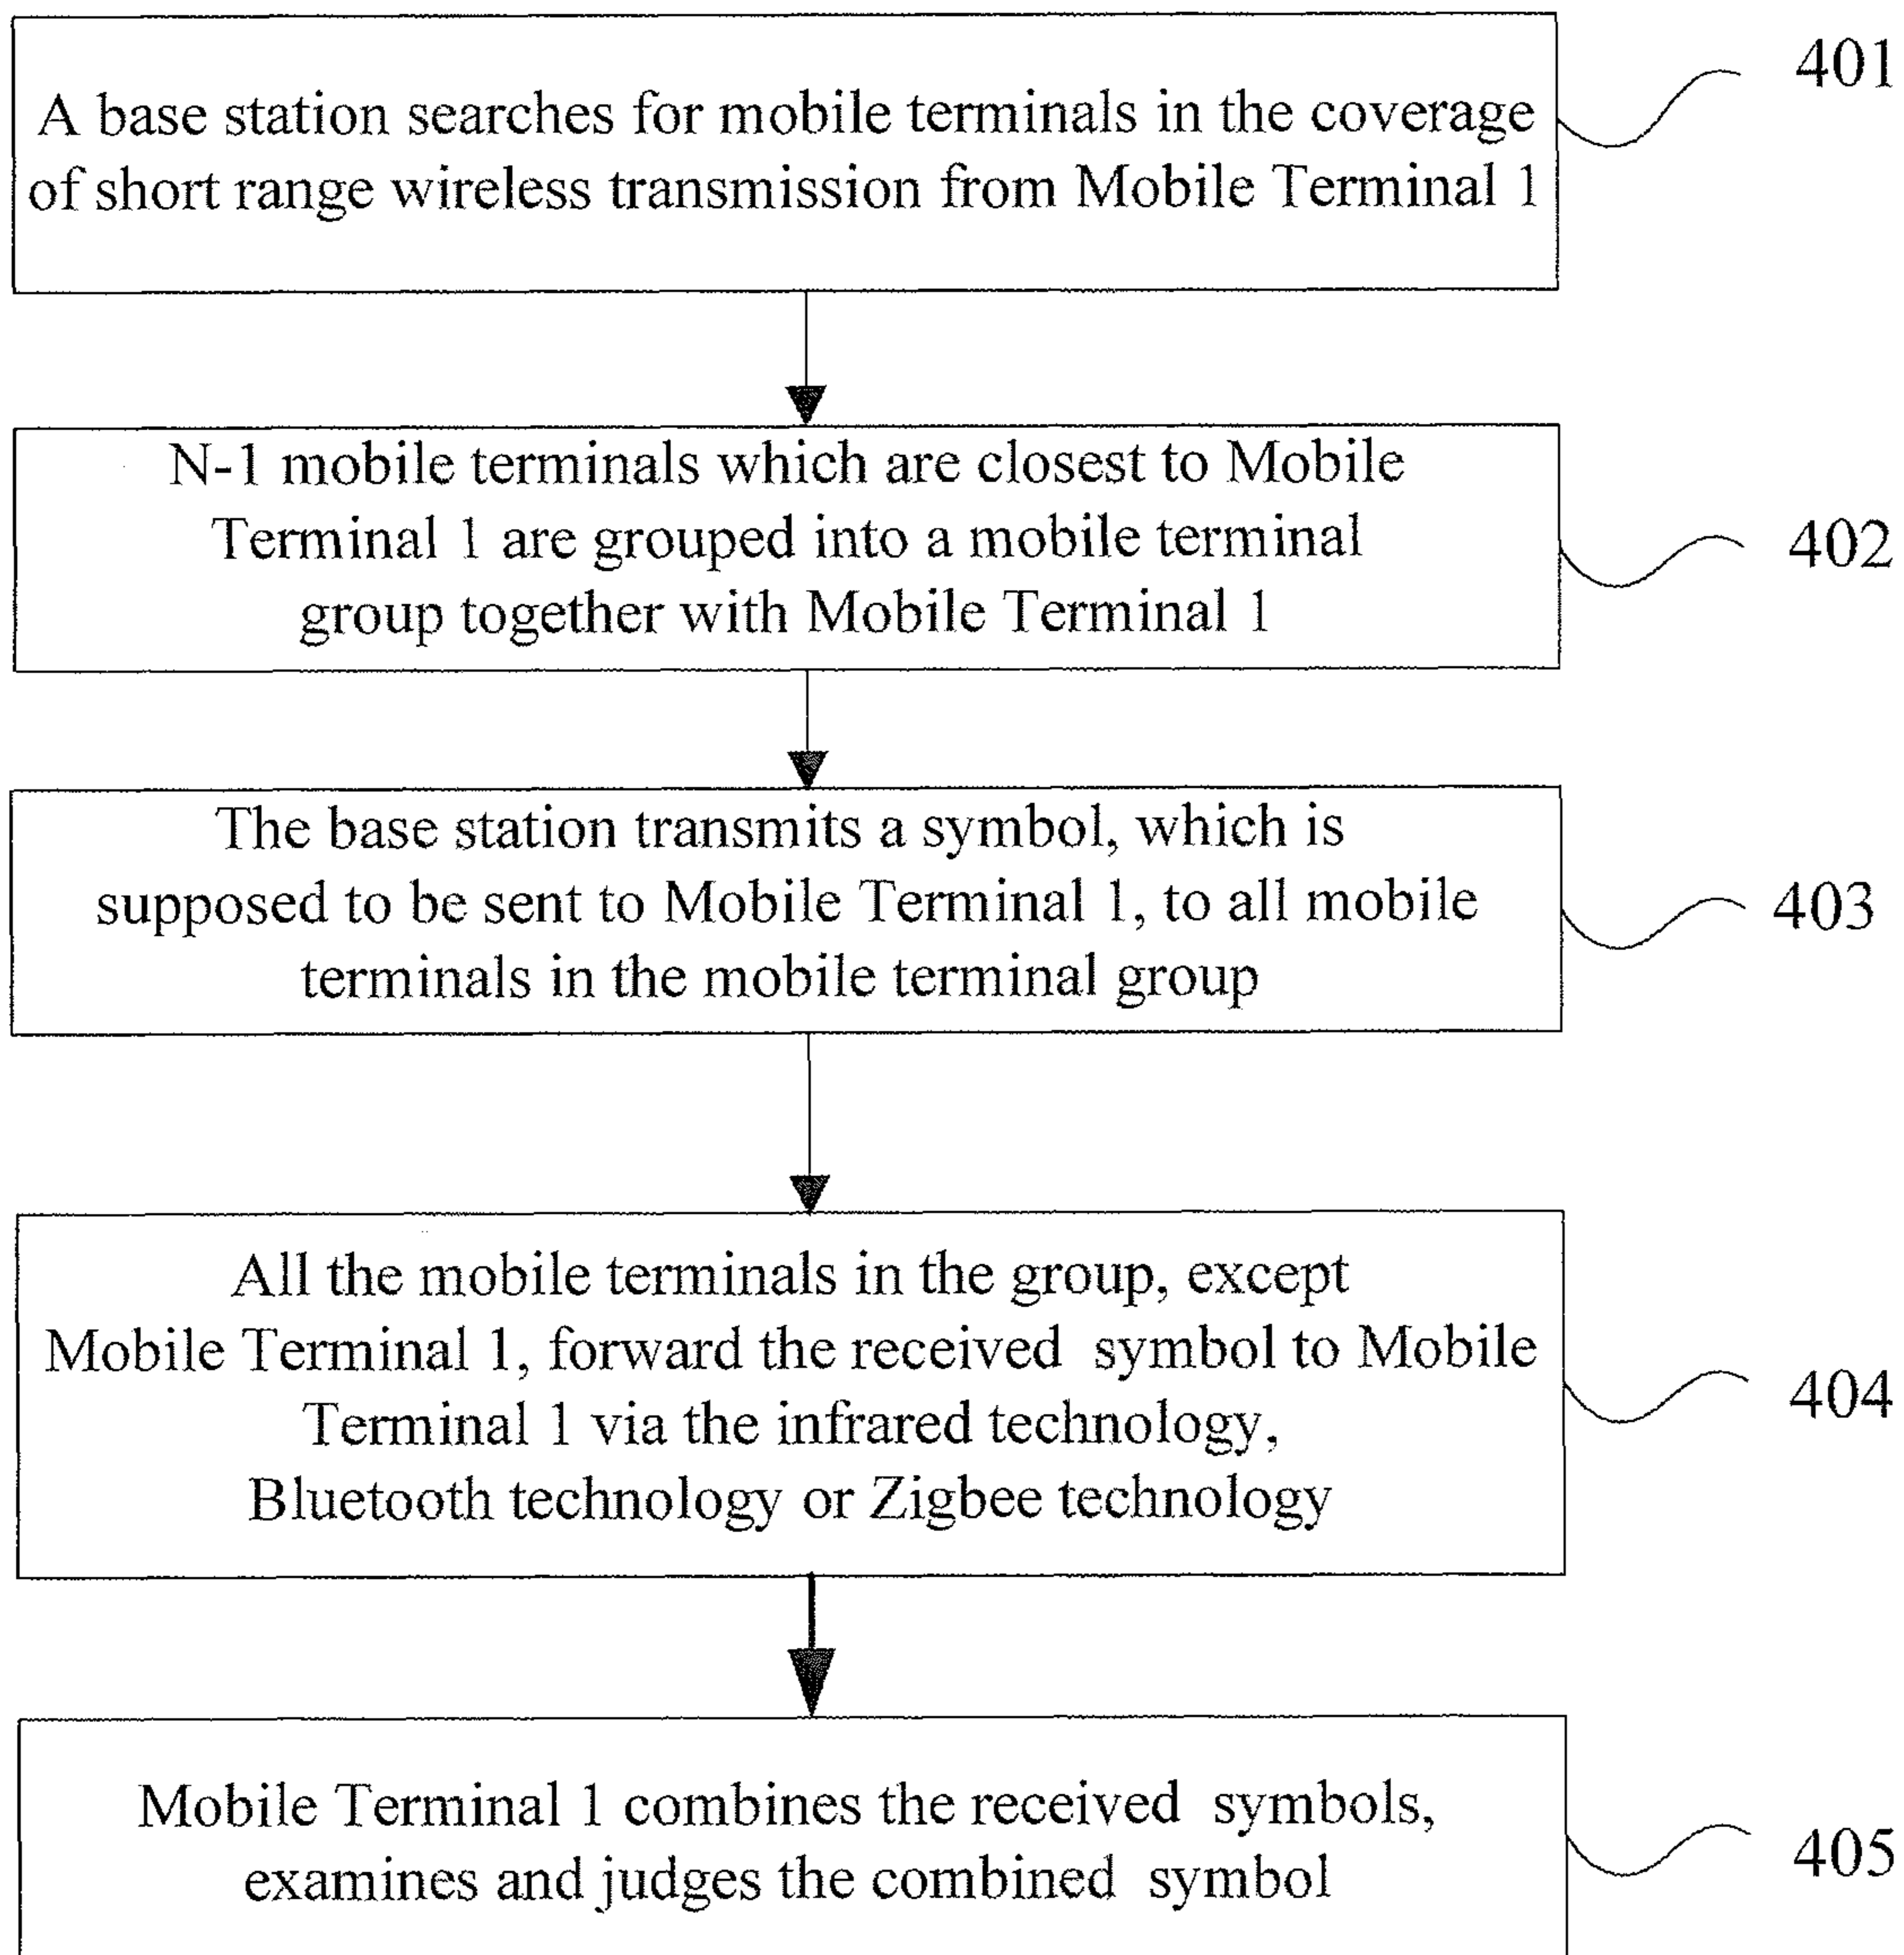 A base station searches for mobile terminals in the coverage
of short range wireless transmission from Mobile Terminal 1
401
N-1 mobile terminals which are closest to Mobile
Terminal 1 are grouped into a mobile terminal
group together with Mobile Terminal 1
402
The base station transmits a symbol, which is
supposed to be sent to Mobile Terminal 1, to all mobile
terminals in the mobile terminal group
403
All the mobile terminals in the group, except
Mobile Terminal 1, forward the received symbol to Mobile
Terminal 1 via the infrared technology,
Bluetooth technology or Zigbee technology
404
Mobile Terminal 1 combines the received symbols,
examines and judges the combined symbol
405